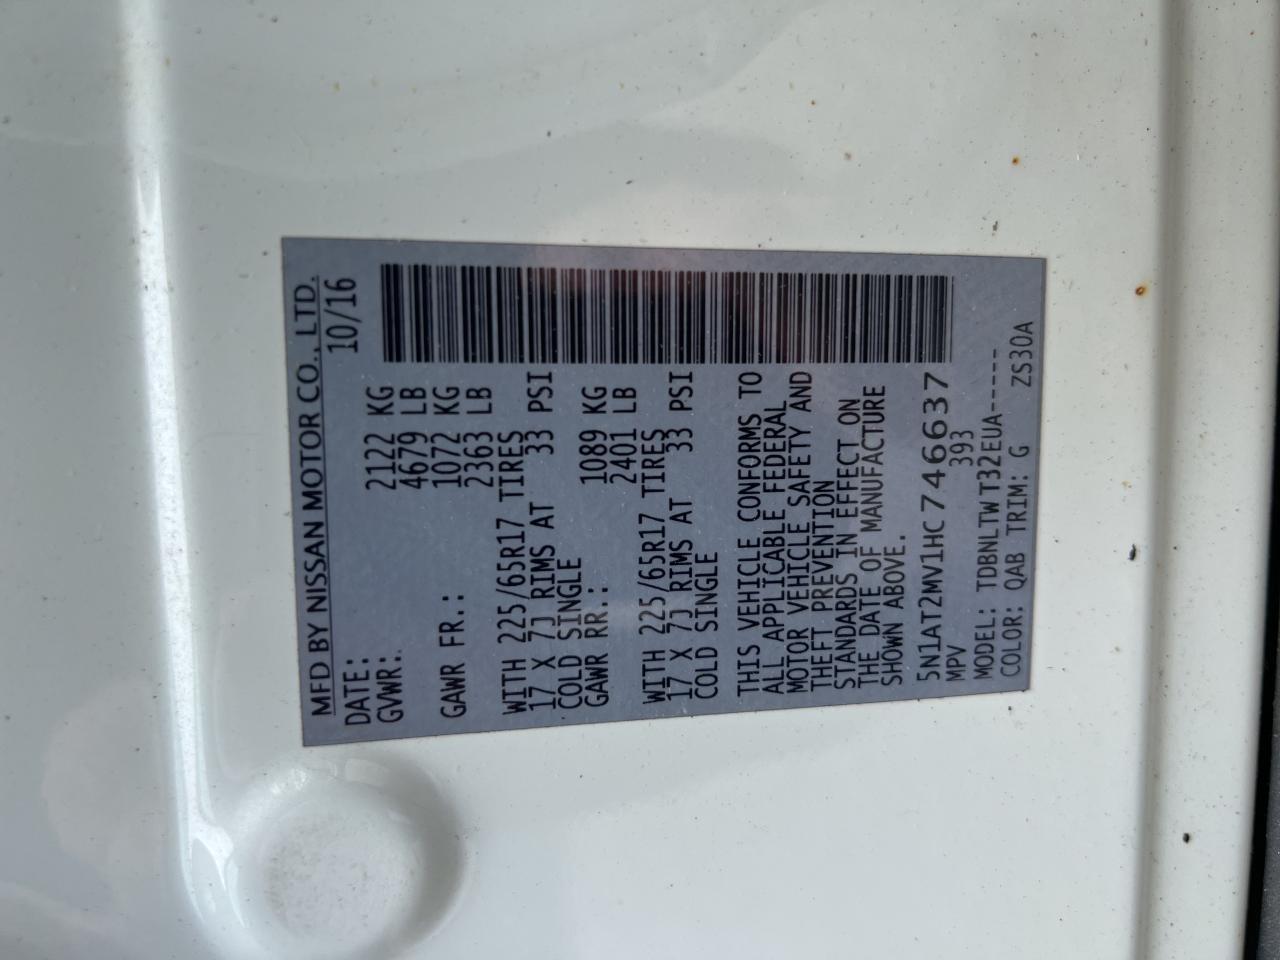 MFD BY NISSAN MOTOR CO., LTD.
DATE: 10/16
GVWR: 2122 KG
4679 LB
GAWR FR.: 1072 KG
2363 LB
WITH 225/65R17 TIRES
17 X 7J RIMS AT 33 PSI
COLD SINGLE
GAWR RR.: 1089 KG
2401 LB
WITH 225/65R17 TIRES
17 X 7J RIMS AT 33 PSI
COLD SINGLE
THIS VEHICLE CONFORMS TO
ALL APPLICABLE FEDERAL
MOTOR VEHICLE SAFETY AND
THEFT PREVENTION
STANDARDS IN EFFECT ON
THE DATE OF MANUFACTURE
SHOWN ABOVE.
5N1AT2MV1HC746637
MPV 393
MODEL: TDBNLTWT32EUA-----
COLOR: QAB TRIM: G ZS30A